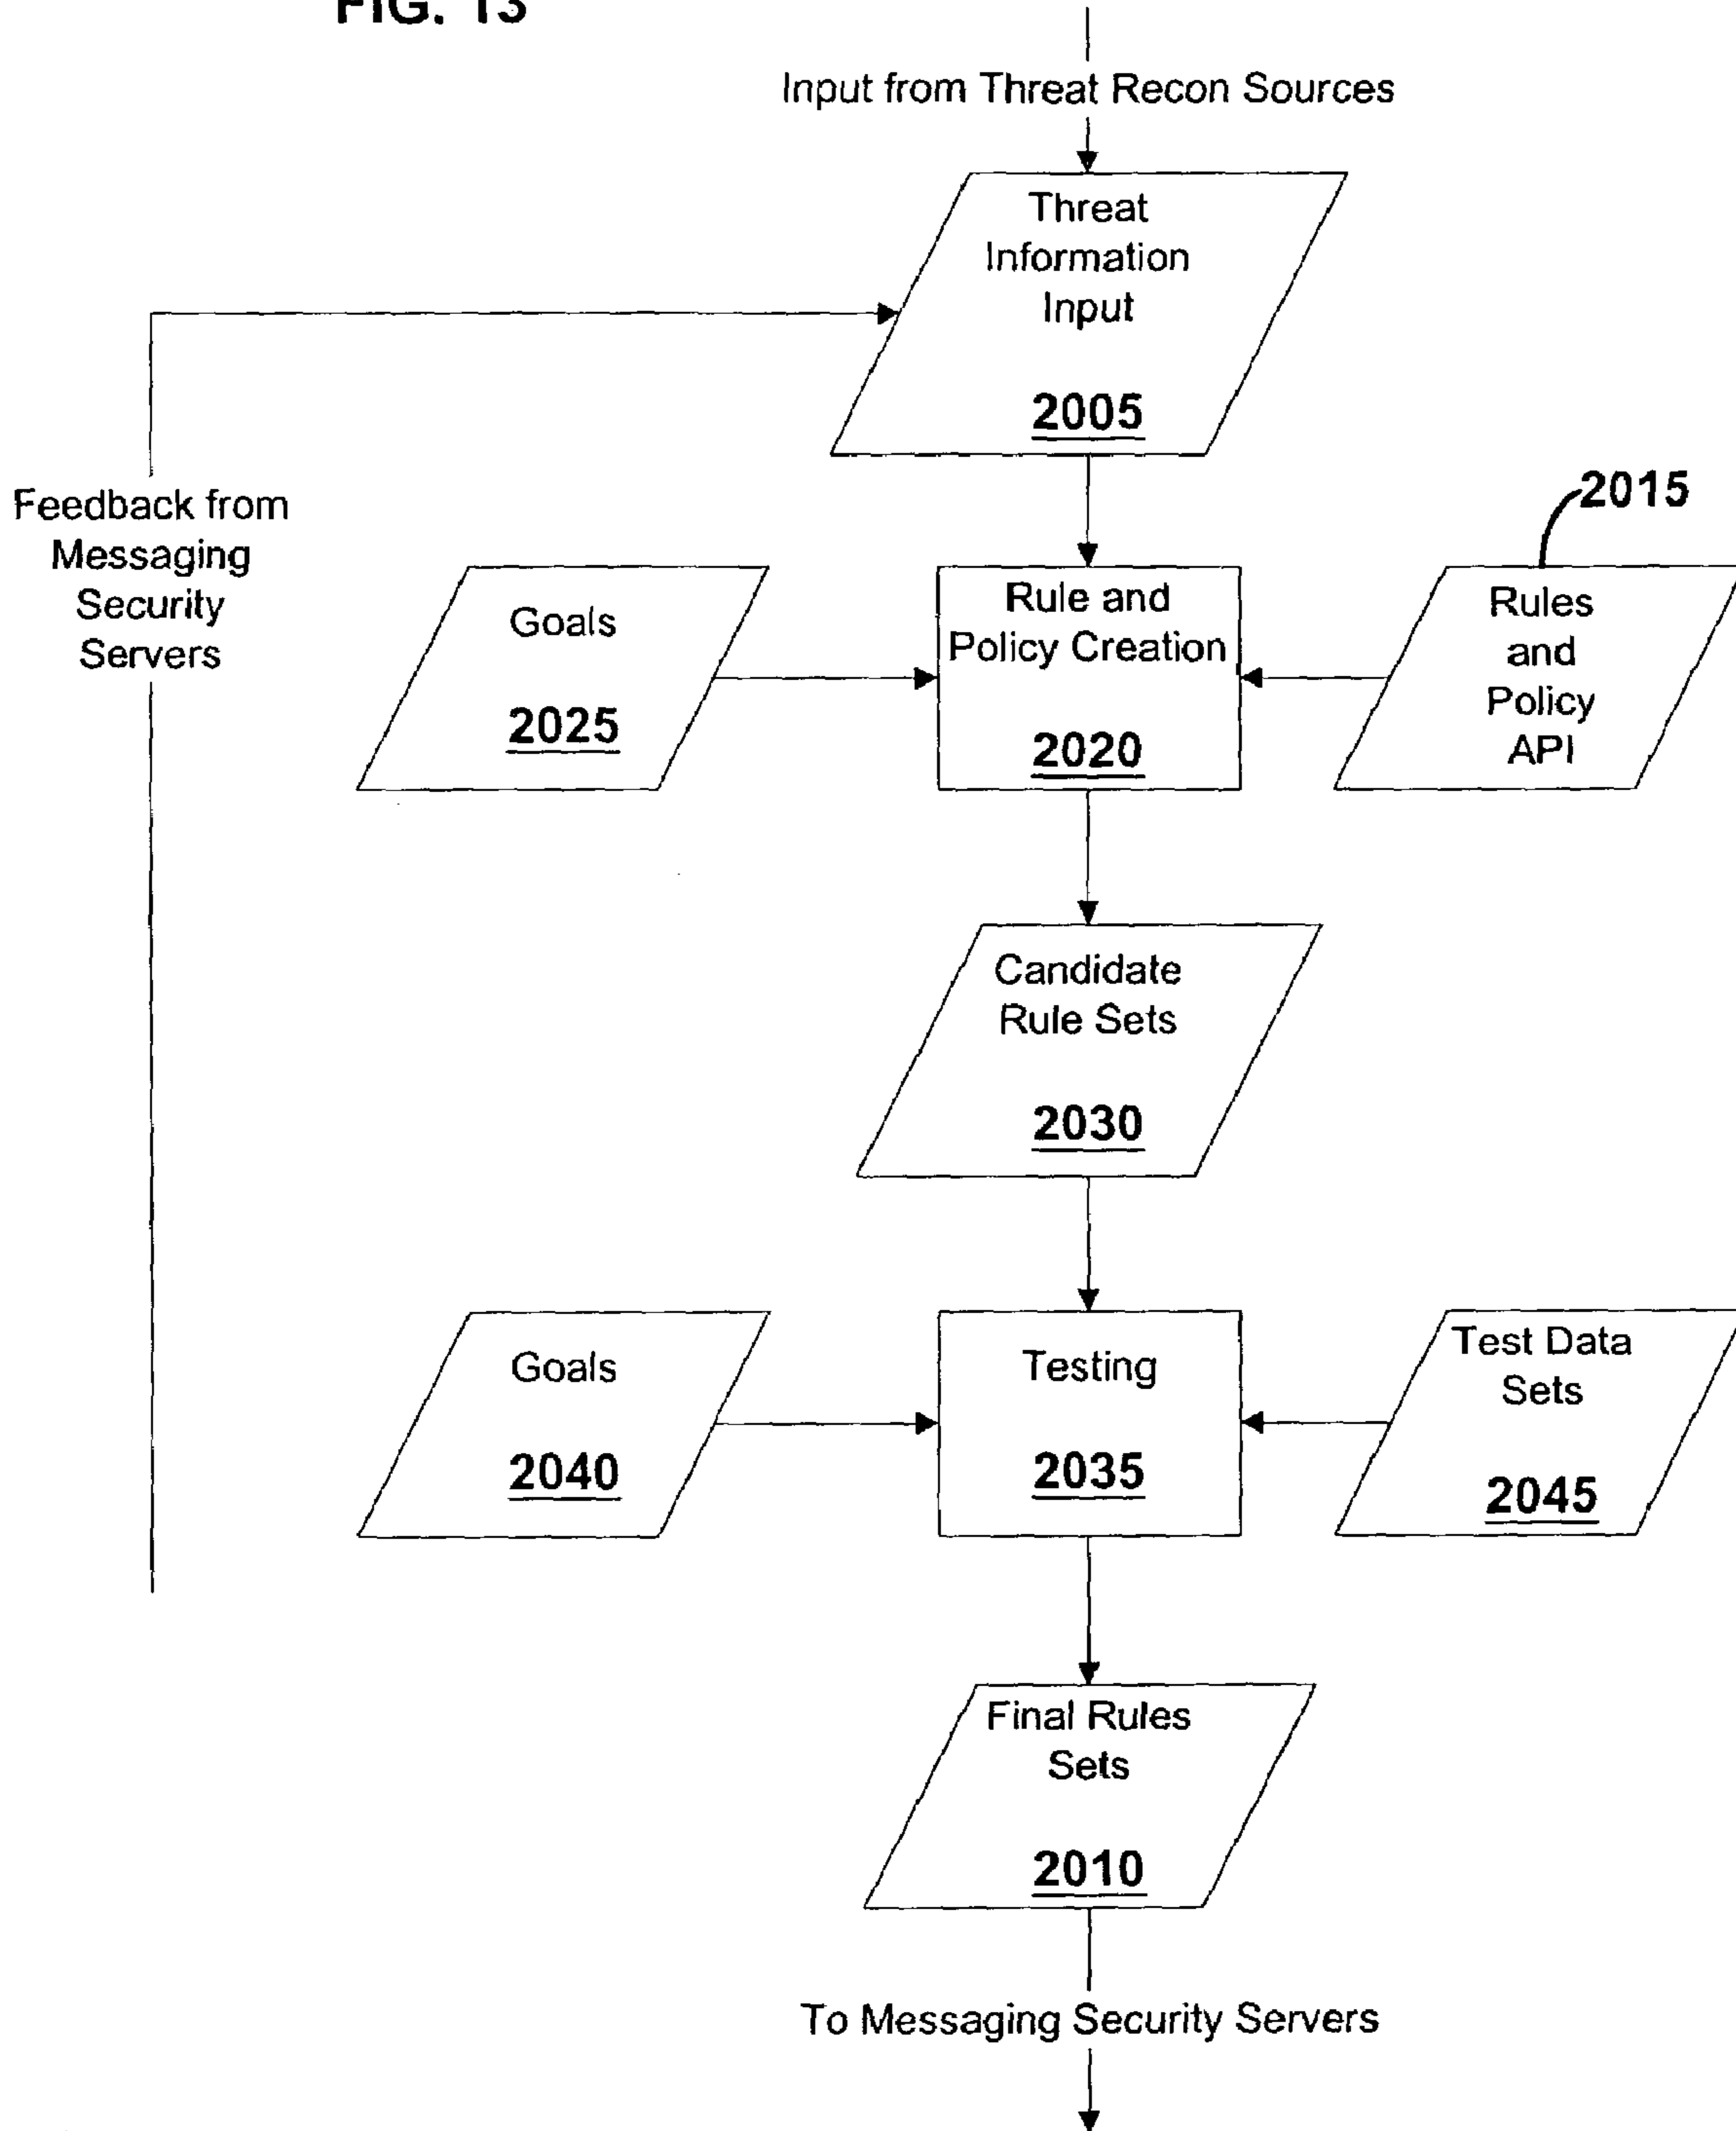 FIG. 13
Input from Threat Recon Sources
Threat
Information
Input
2005
Feedback from
Messaging
Security
Servers
2015
Goals
2025
Rule and
Policy Creation
2020
Rules
and
Policy
API
Candidate
Rule Sets
2030
Goals
2040
Testing
2035
Test Data
Sets
2045
Final Rules
Sets
2010
To Messaging Security Servers